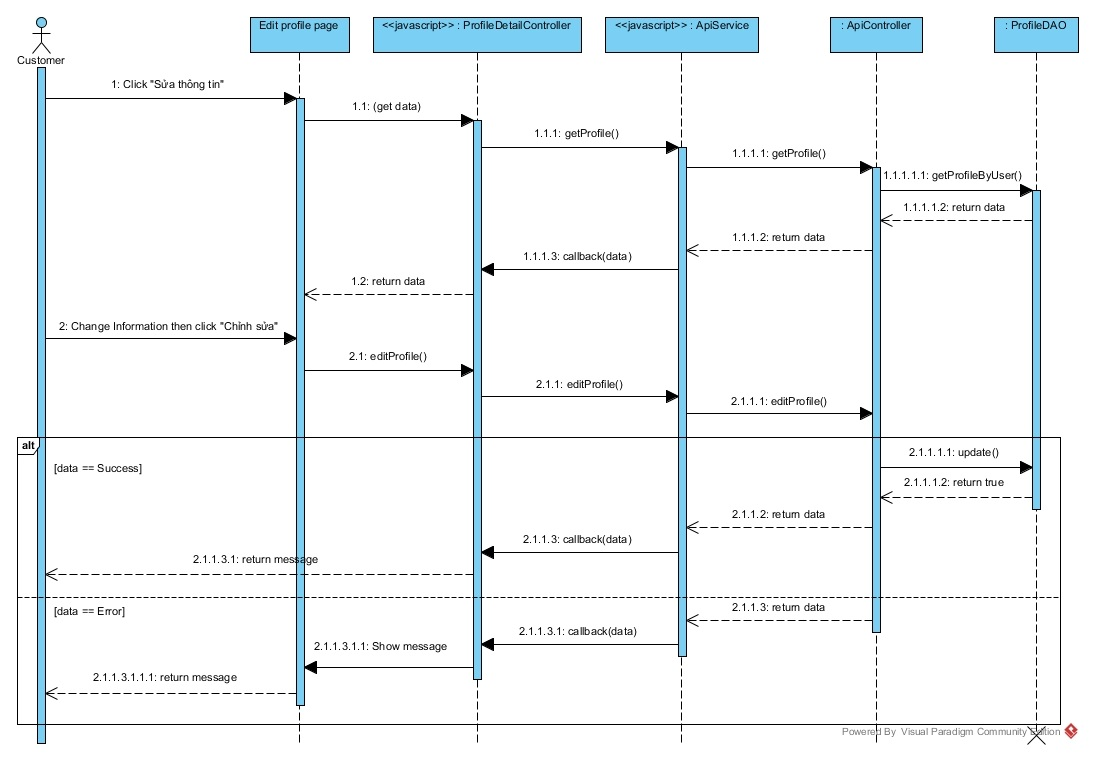 Customer
Edit profile page
<<javascript>> : ProfileDetailController
<<javascript>> : ApiService
: ApiController
: ProfileDAO
1: Click "Sửa thông tin"
1.1: (get data)
1.1.1: getProfile()
1.1.1.1: getProfile()
1.1.1.1.1: getProfileByUser()
1.1.1.1.2: return data
1.1.1.2: return data
1.1.1.3: callback(data)
1.2: return data
2: Change Information then click "Chỉnh sửa"
2.1: editProfile()
2.1.1: editProfile()
2.1.1.1: editProfile()
alt
[data == Success]
2.1.1.1.1: update()
2.1.1.1.2: return true
2.1.1.2: return data
2.1.1.3: callback(data)
2.1.1.3.1: return message
[data == Error]
2.1.1.3: return data
2.1.1.3.1: callback(data)
2.1.1.3.1.1: Show message
2.1.1.3.1.1.1: return message
Powered By Visual Paradigm Community Edition